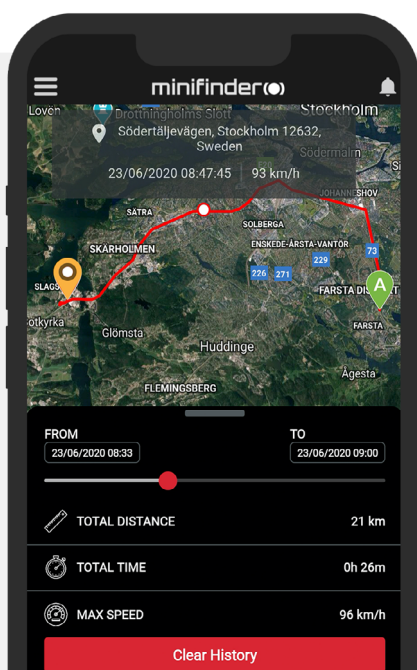 minifinder
Lovön
Drottningholms Slott
Stockholm
Södertäljevägen, Stockholm 12632,
Sweden
Södermalm
23/06/2020 08:47:45
93 km/h
JOHANNESHOV
SÄTRA
SOLBERGA
SKÄRHOLMEN
ENSKEDE-ÅRSTA-VANTÖR
73
229
226
271
FARSTA
A
FARSTA
Glömsta
Huddinge
Ågesta
FLEMINGSBERG
FROM
TO
23/06/2020 08:33
23/06/2020 09:00
TOTAL DISTANCE
21 km
TOTAL TIME
0h 26m
MAX SPEED
96 km/h
Clear History